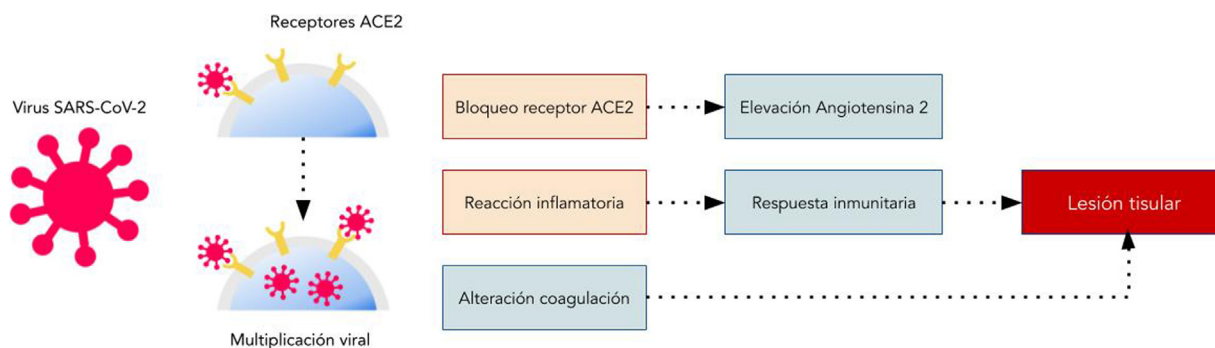 Receptores ACE2
Virus SARS-CoV-2
Bloqueo receptor ACE2
Elevación Angiotensina 2
Reacción inflamatoria
Respuesta inmunitaria
Lesión tisular
Alteración coagulación
Multiplicación viral